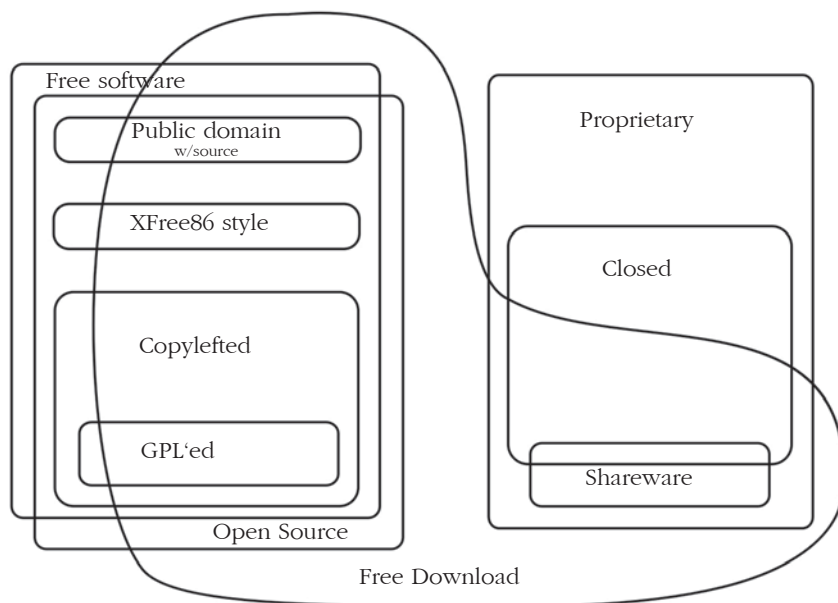 Free software
Public domain
w/source
XFree86 style
Copylefted
GPL‘ed
Open Source
Proprietary
Closed
Shareware
Free Download